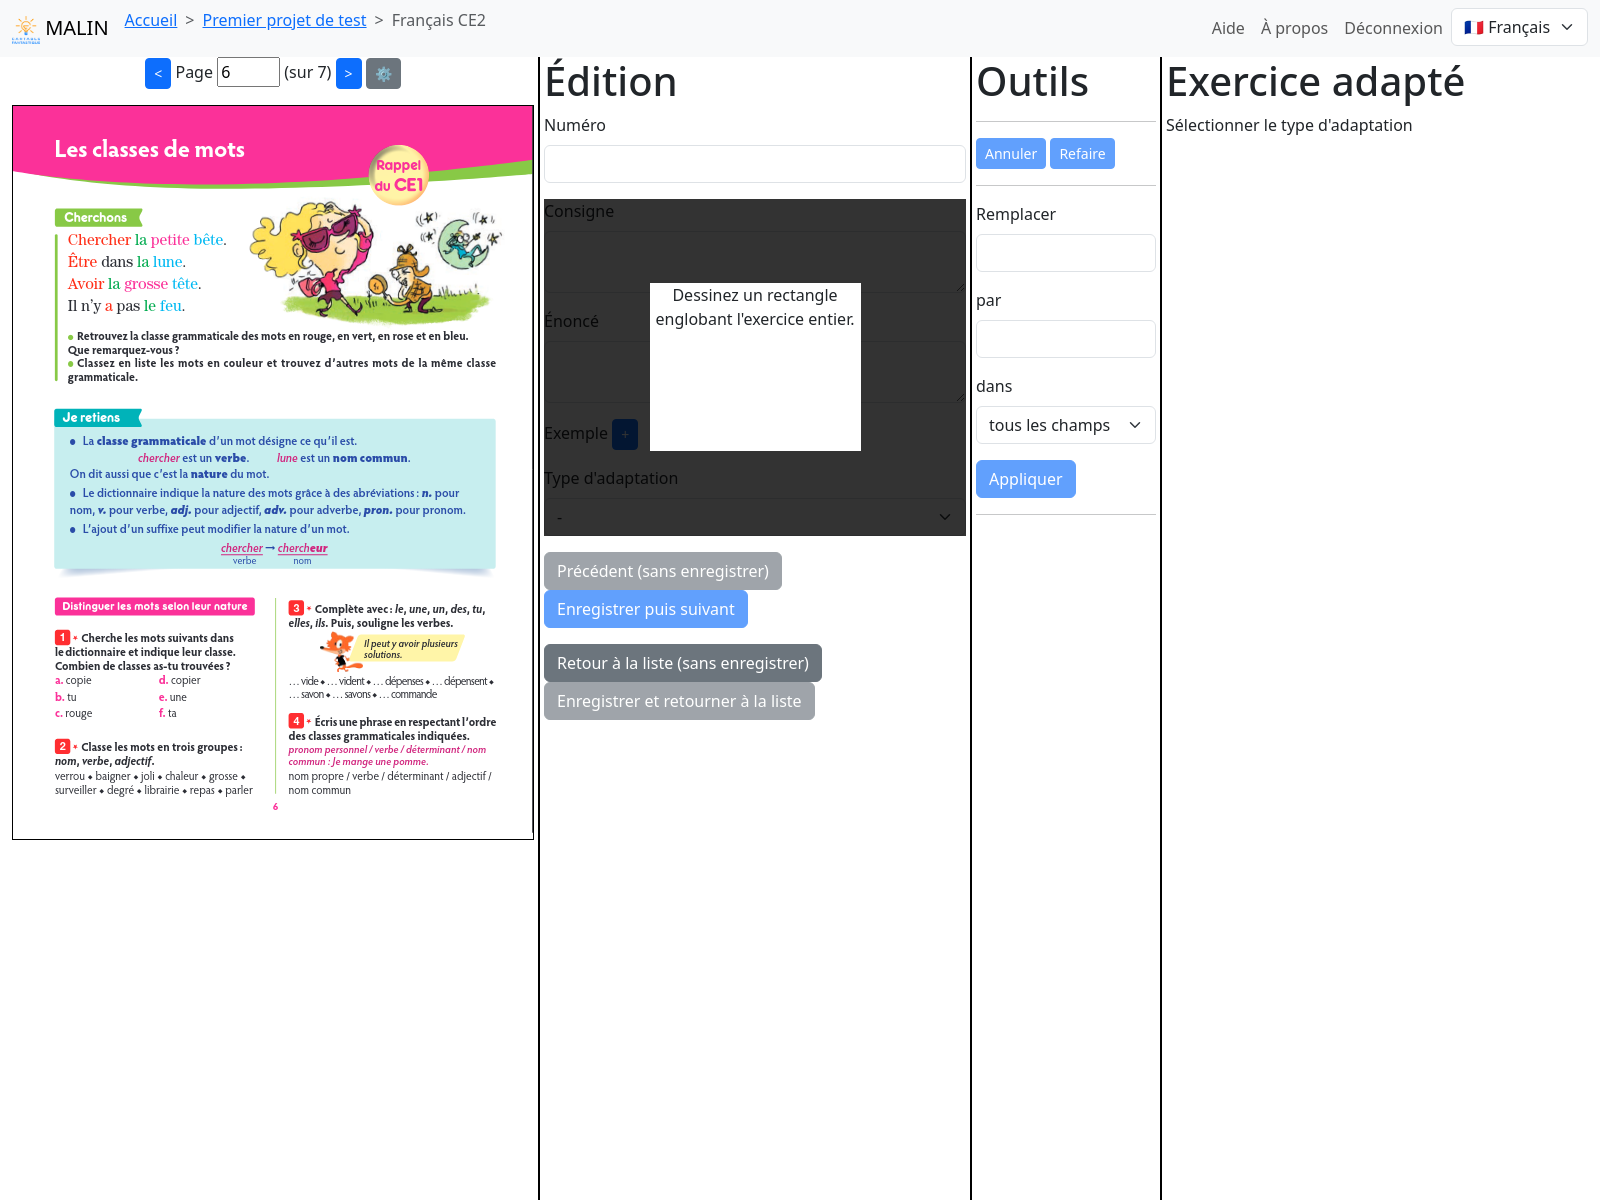 MALIN
Accueil > Premier projet de test > Français CE2
Aide À propos Déconnexion 🇫🇷 Français
< Page 6 (sur 7) > ⚙️
Les classes de mots
Rappel
du CE1
Cherchons
Chercher la petite bête.
Être dans la lune.
Avoir la grosse tête.
Il n'y a pas le feu.
● Retrouvez la classe grammaticale des mots en rouge, en vert, en rose et en bleu.
Que remarquez-vous ?
● Classez en liste les mots en couleur et trouvez d'autres mots de la même classe
grammaticale.
Je retiens
● La classe grammaticale d'un mot désigne ce qu'il est.
chercher est un verbe. lune est un nom commun.
On dit aussi que c'est la nature du mot.
● Le dictionnaire indique la nature des mots grâce à des abréviations : n. pour
nom, v. pour verbe, adj. pour adjectif, adv. pour adverbe, pron. pour pronom.
● L'ajout d'un suffixe peut modifier la nature d'un mot.
chercher → chercheur
verbe nom
Distinguer les mots selon leur nature
1 * Cherche les mots suivants dans
le dictionnaire et indique leur classe.
Combien de classes as-tu trouvées ?
a. copie d. copier
b. tu e. une
c. rouge f. ta
2 * Classe les mots en trois groupes :
nom, verbe, adjectif.
verrou ◆ baigner ◆ joli ◆ chaleur ◆ grosse ◆
surveiller ◆ degré ◆ librairie ◆ repas ◆ parler
3 * Complète avec : le, une, un, des, tu,
elles, ils. Puis, souligne les verbes.
Il peut y avoir plusieurs
solutions.
… vide ◆ … vident ◆ … dépenses ◆ … dépensent ◆
… savon ◆ … savons ◆ … commande
4 * Écris une phrase en respectant l'ordre
des classes grammaticales indiquées.
pronom personnel / verbe / déterminant / nom
commun : Je mange une pomme.
nom propre / verbe / déterminant / adjectif /
nom commun
6
Édition
Numéro
Consigne
Énoncé
Exemple +
Type d'adaptation
-
Dessinez un rectangle
englobant l'exercice entier.
Précédent (sans enregistrer)
Enregistrer puis suivant
Retour à la liste (sans enregistrer)
Enregistrer et retourner à la liste
Outils
Annuler Refaire
Remplacer
par
dans
tous les champs
Appliquer
Exercice adapté
Sélectionner le type d'adaptation